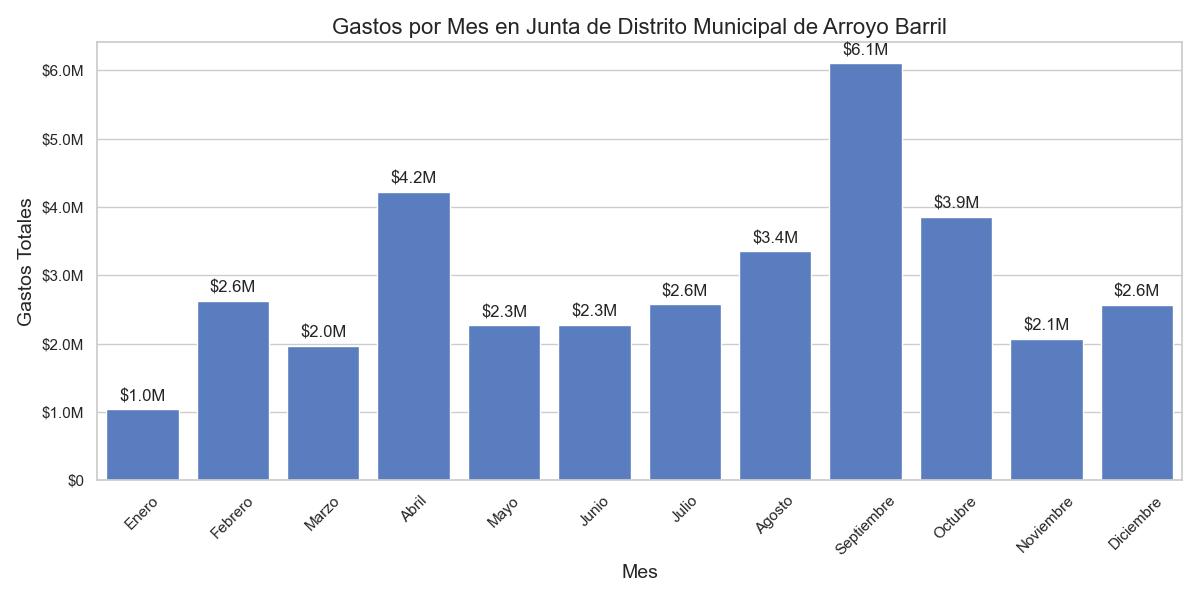 Gastos por Mes en Junta de Distrito Municipal de Arroyo Barril
Gastos Totales
$6.0M
$5.0M
$4.0M
$3.0M
$2.0M
$1.0M
$0
$1.0M
$2.6M
$2.0M
$4.2M
$2.3M
$2.3M
$2.6M
$3.4M
$6.1M
$3.9M
$2.1M
$2.6M
Enero
Febrero
Marzo
Abril
Mayo
Junio
Julio
Agosto
Septiembre
Octubre
Noviembre
Diciembre
Mes